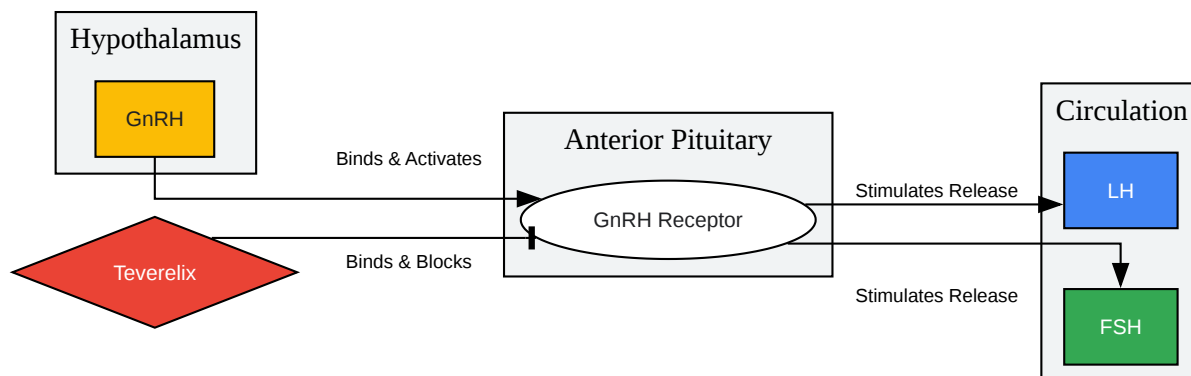 Hypothalamus
GnRH
Binds & Activates
Anterior Pituitary
GnRH Receptor
Teverelix
Binds & Blocks
Stimulates Release
Stimulates Release
Circulation
LH
FSH